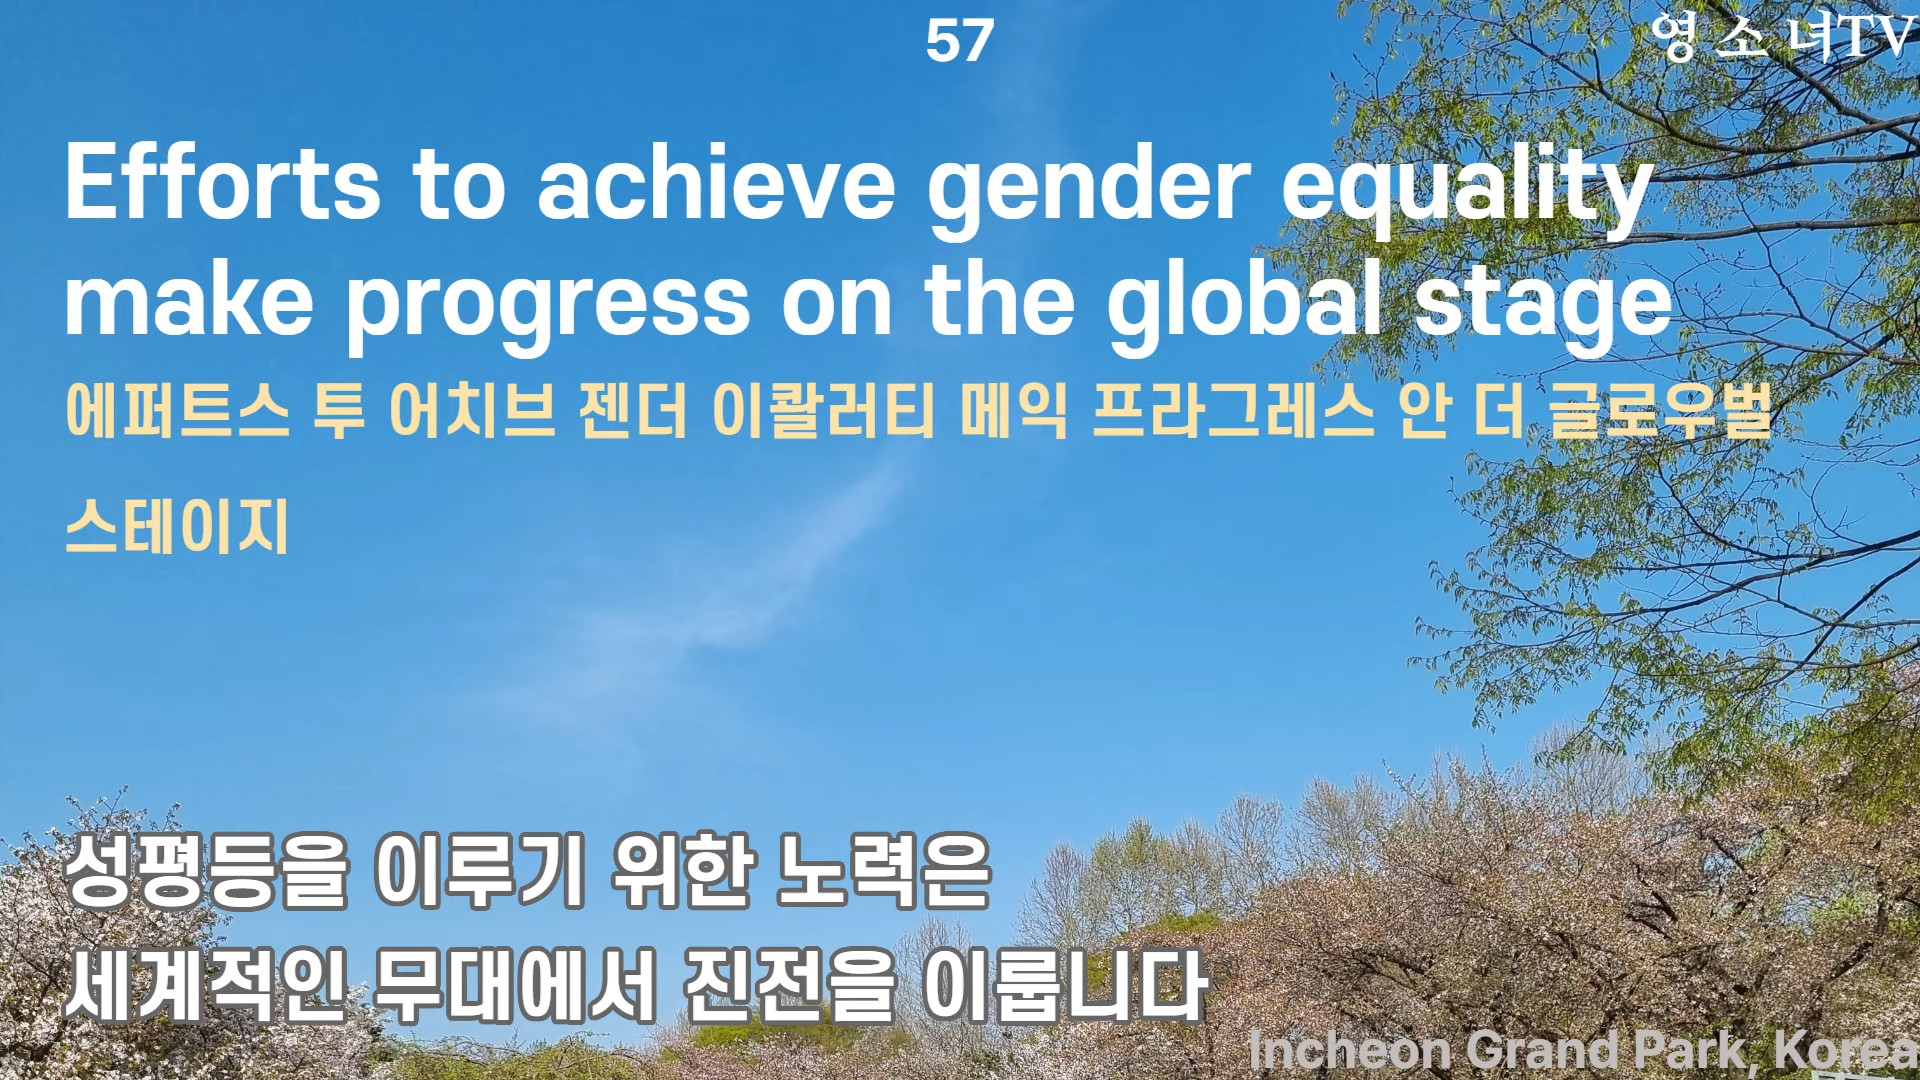 57
영 소 녀TV
Efforts to achieve gender equality
make progress on the global stage
에퍼트스 투 어치브 젠더 이콸러티 메익 프라그레스 안 더 글로우벌
스테이지
성평등을 이루기 위한 노력은
세계적인 무대에서 진전을 이룹니다
Incheon Grand Park, Korea